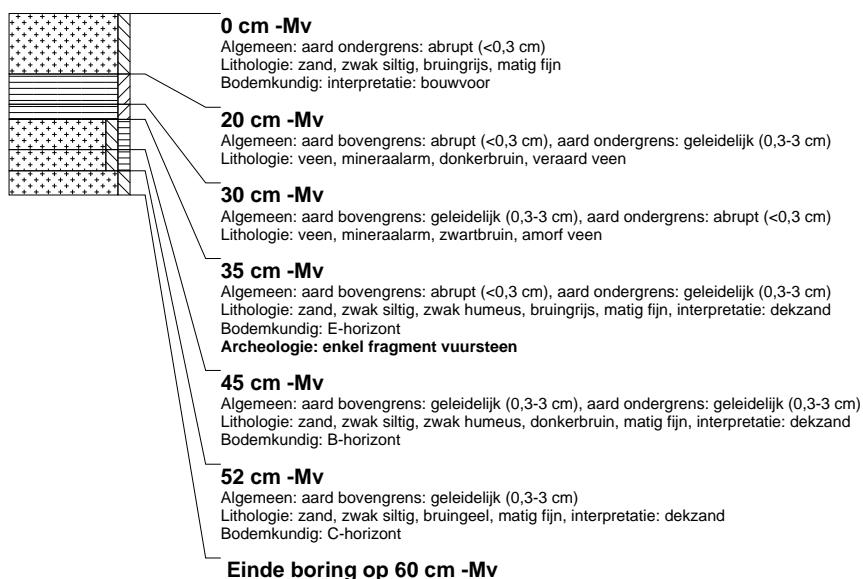 0 cm -Mv
Algemeen: aard ondergrens: abrupt (<0,3 cm)
Lithologie: zand, zwak siltig, bruingrijs, matig fijn
Bodemkundig: interpretatie: bouwvoor
20 cm -Mv
Algemeen: aard bovengrens: abrupt (<0,3 cm), aard ondergrens: geleidelijk (0,3-3 cm)
Lithologie: veen, mineraalarm, donkerbruin, veraard veen
30 cm -Mv
Algemeen: aard bovengrens: geleidelijk (0,3-3 cm), aard ondergrens: abrupt (<0,3 cm)
Lithologie: veen, mineraalarm, zwartbruin, amorf veen
35 cm -Mv
Algemeen: aard bovengrens: abrupt (<0,3 cm), aard ondergrens: geleidelijk (0,3-3 cm)
Lithologie: zand, zwak siltig, zwak humeus, bruingrijs, matig fijn, interpretatie: dekzand
Bodemkundig: E-horizont
Archeologie: enkel fragment vuursteen
45 cm -Mv
Algemeen: aard bovengrens: geleidelijk (0,3-3 cm), aard ondergrens: geleidelijk (0,3-3 cm)
Lithologie: zand, zwak siltig, zwak humeus, donkerbruin, matig fijn, interpretatie: dekzand
Bodemkundig: B-horizont
52 cm -Mv
Algemeen: aard bovengrens: geleidelijk (0,3-3 cm)
Lithologie: zand, zwak siltig, bruingeel, matig fijn, interpretatie: dekzand
Bodemkundig: C-horizont
Einde boring op 60 cm -Mv